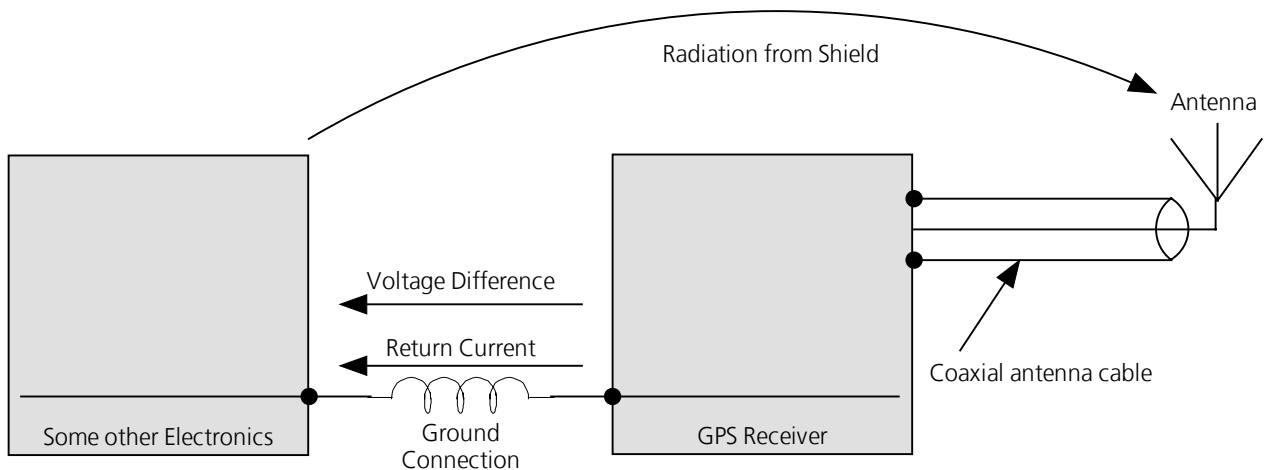 Radiation from Shield
Antenna
Voltage Difference
Return Current
Coaxial antenna cable
Some other Electronics
Ground
Connection
GPS Receiver